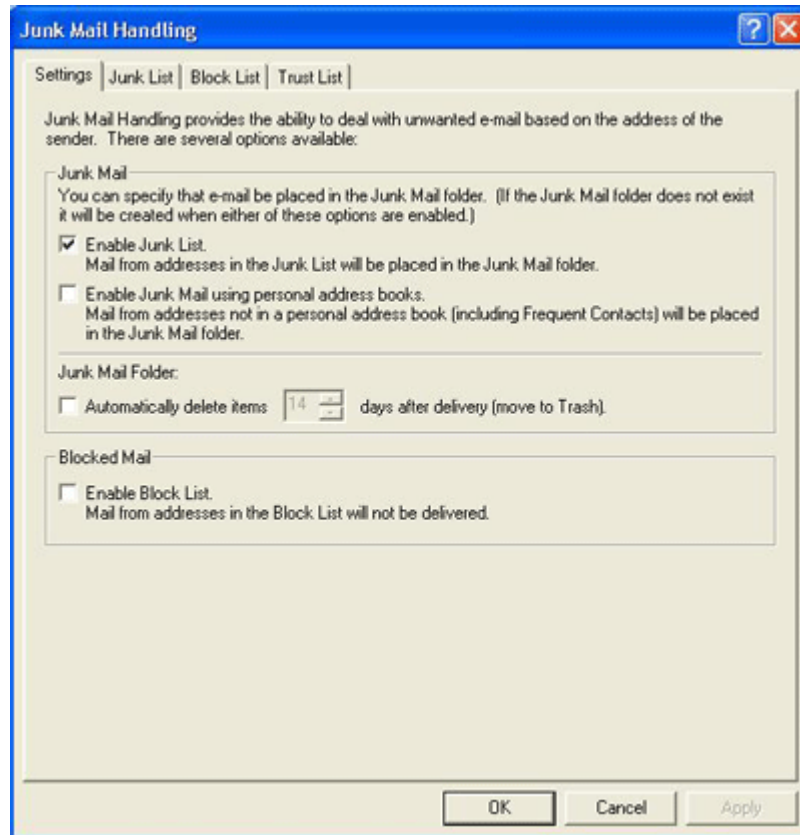 Junk Mail Handling
Settings
Junk List
Block List
Trust List
Junk Mail Handling provides the ability to deal with unwanted e-mail based on the address of the
sender. There are several options available:
Junk Mail
You can specify that e-mail be placed in the Junk Mail folder. (If the Junk Mail folder does not exist
it will be created when either of these options are enabled.)
Enable Junk List.
Mail from addresses in the Junk List will be placed in the Junk Mail folder.
Enable Junk Mail using personal address books.
Mail from addresses not in a personal address book (including Frequent Contacts) will be placed
in the Junk Mail folder.
Junk Mail Folder:
Automatically delete items 14 days after delivery (move to Trash).
Blocked Mail
Enable Block List.
Mail from addresses in the Block List will not be delivered.
OK
Cancel
Apply